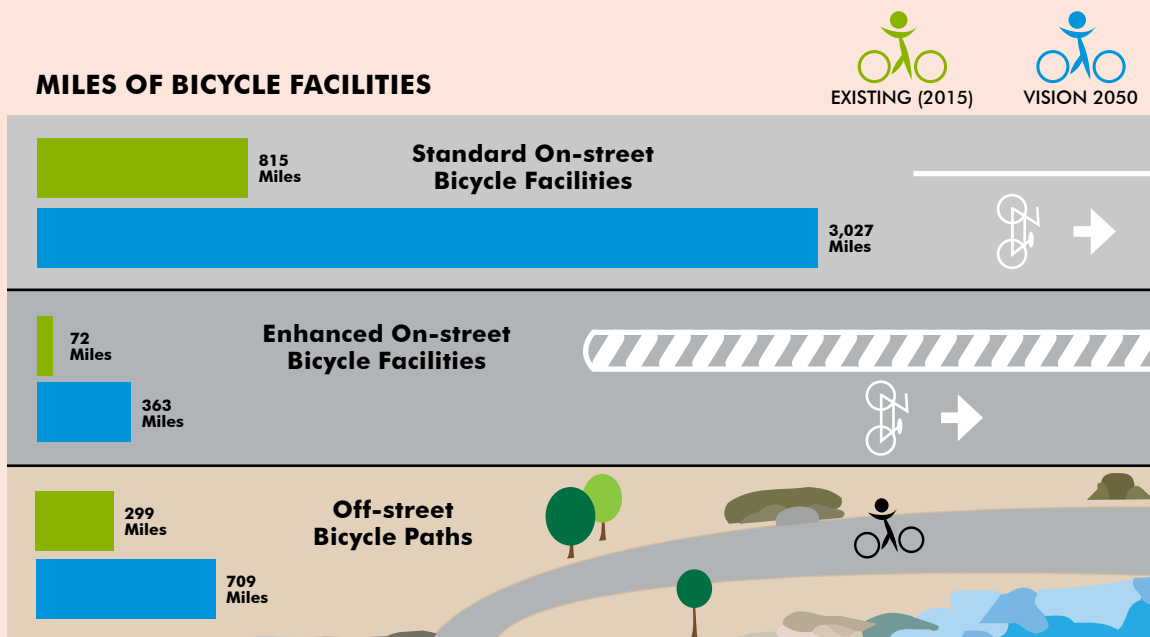 MILES OF BICYCLE FACILITIES
EXISTING (2015)
VISION 2050
815
Miles
Standard On-street
Bicycle Facilities
3,027
Miles
72
Miles
Enhanced On-street
Bicycle Facilities
363
Miles
299
Miles
Off-street
Bicycle Paths
709
Miles